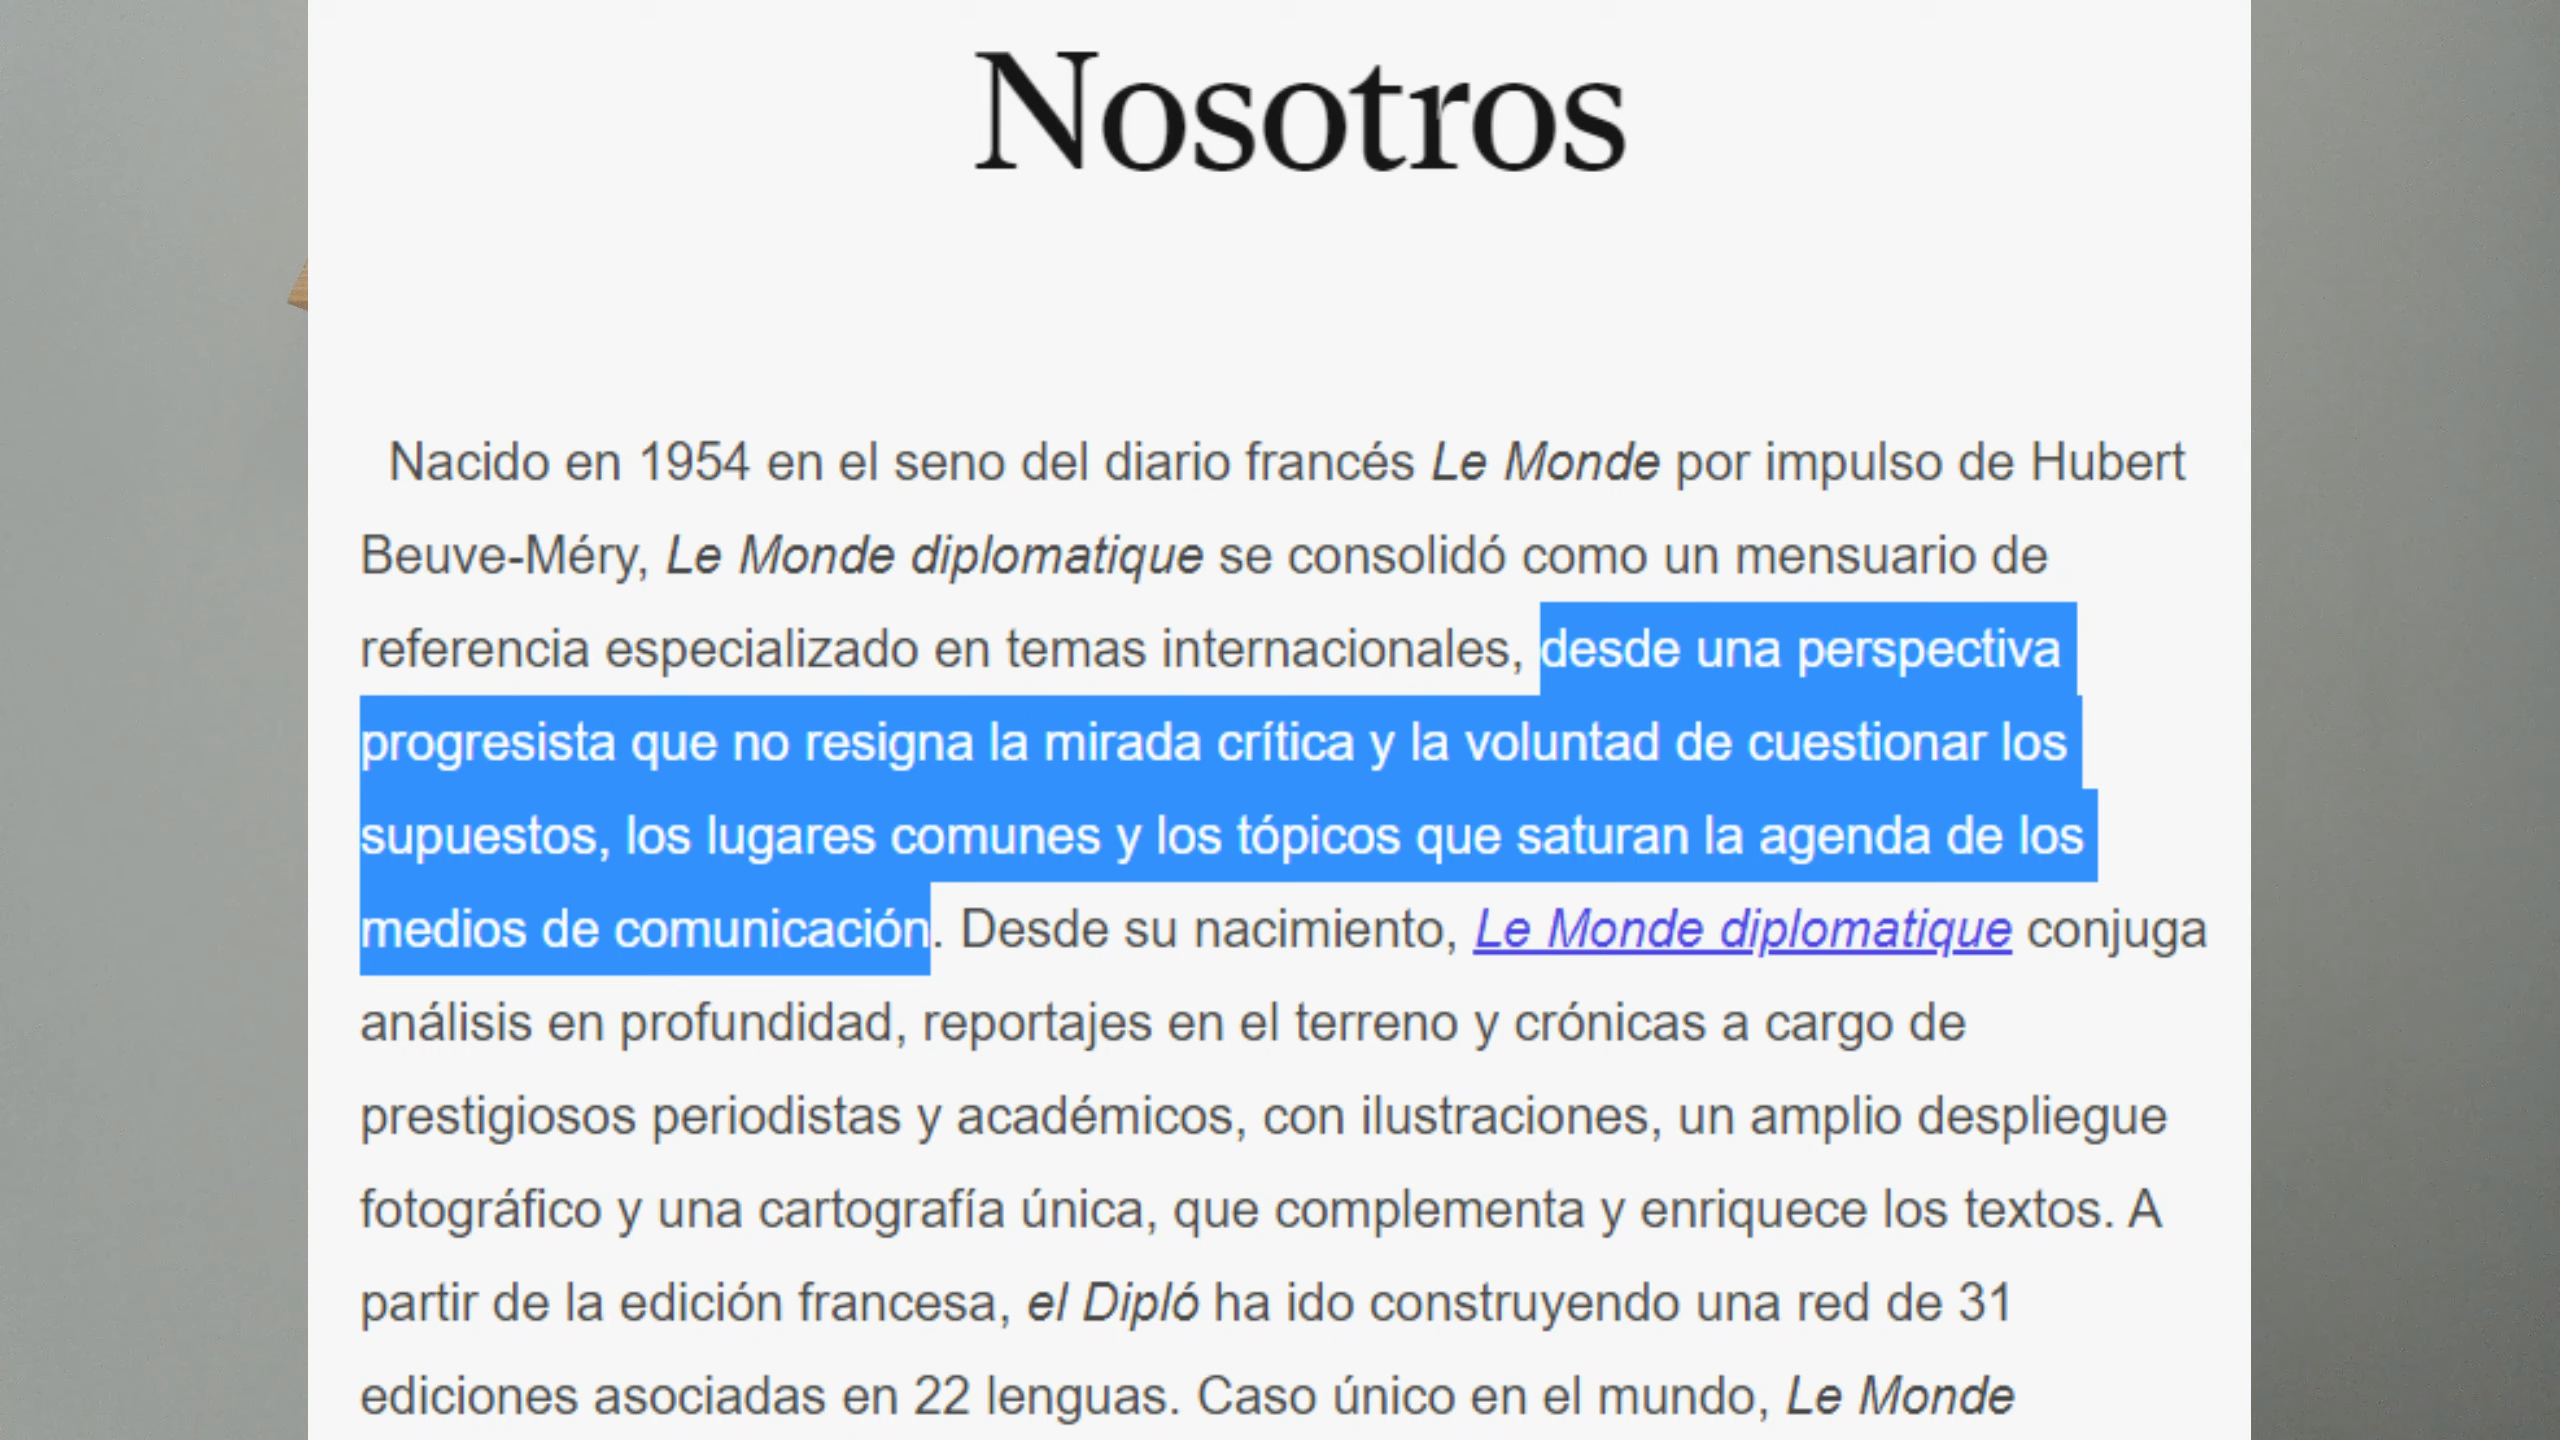 Nosotros
Nacido en 1954 en el seno del diario francés Le Monde por impulso de Hubert
Beuve-Méry, Le Monde diplomatique se consolidó como un mensuario de
referencia especializado en temas internacionales, desde una perspectiva
progresista que no resigna la mirada crítica y la voluntad de cuestionar los
supuestos, los lugares comunes y los tópicos que saturan la agenda de los
medios de comunicación. Desde su nacimiento, Le Monde diplomatique conjuga
análisis en profundidad, reportajes en el terreno y crónicas a cargo de
prestigiosos periodistas y académicos, con ilustraciones, un amplio despliegue
fotográfico y una cartografía única, que complementa y enriquece los textos. A
partir de la edición francesa, el Dipló ha ido construyendo una red de 31
ediciones asociadas en 22 lenguas. Caso único en el mundo, Le Monde